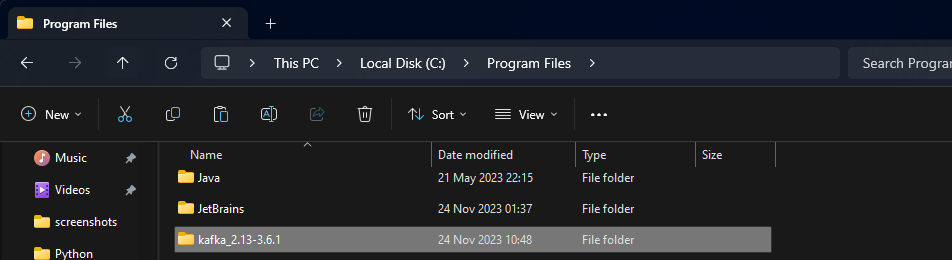 Program Files
This PC > Local Disk (C:) > Program Files >
Search Program
New Sort View
Name Date modified Type Size
Music
Java 21 May 2023 22:15 File folder
Videos
JetBrains 24 Nov 2023 01:37 File folder
screenshots
kafka_2.13-3.6.1 24 Nov 2023 10:48 File folder
Python